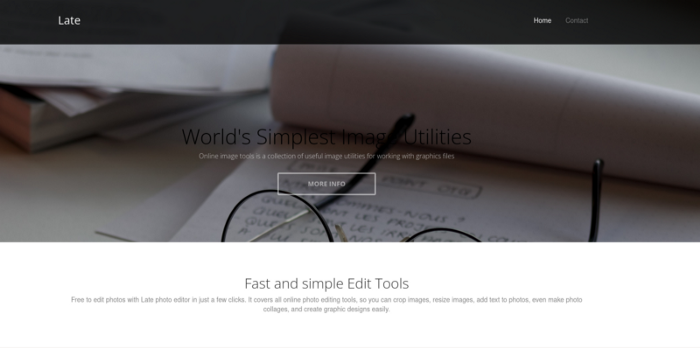 Late
Home
Contact
World's Simplest Image Utilities
Online image tools is a collection of useful image utilities for working with graphics files
MORE INFO
Fast and simple Edit Tools
Free to edit photos with Late photo editor in just a few clicks. It covers all online photo editing tools, so you can crop images, resize images, add text to photos, even make photo
collages, and create graphic designs easily.